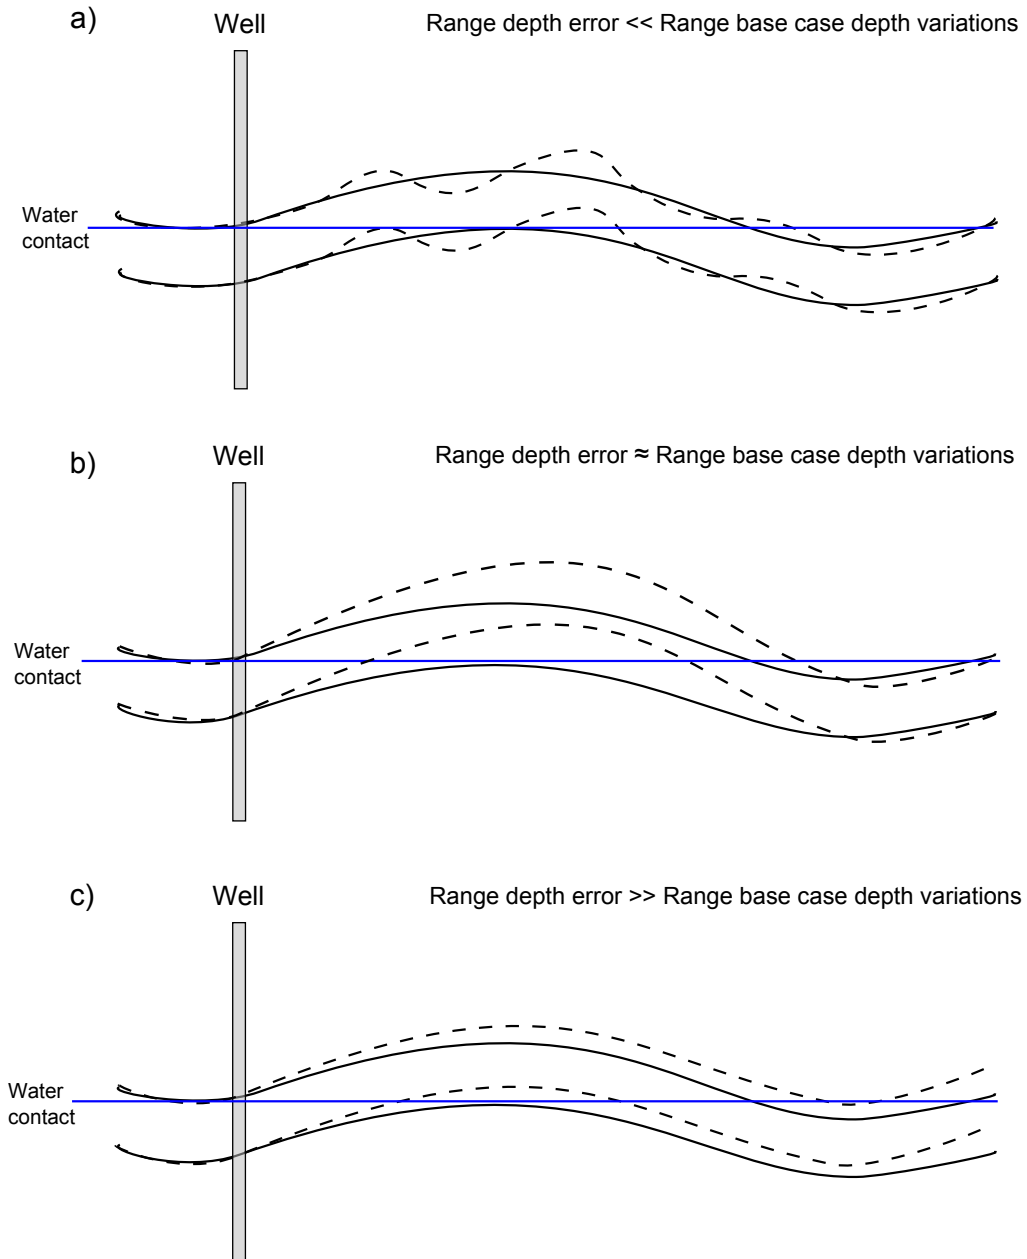 a)
Well
Range depth error << Range base case depth variations
Water
contact
b)
Well
Range depth error ≈ Range base case depth variations
Water
contact
c)
Well
Range depth error >> Range base case depth variations
Water
contact